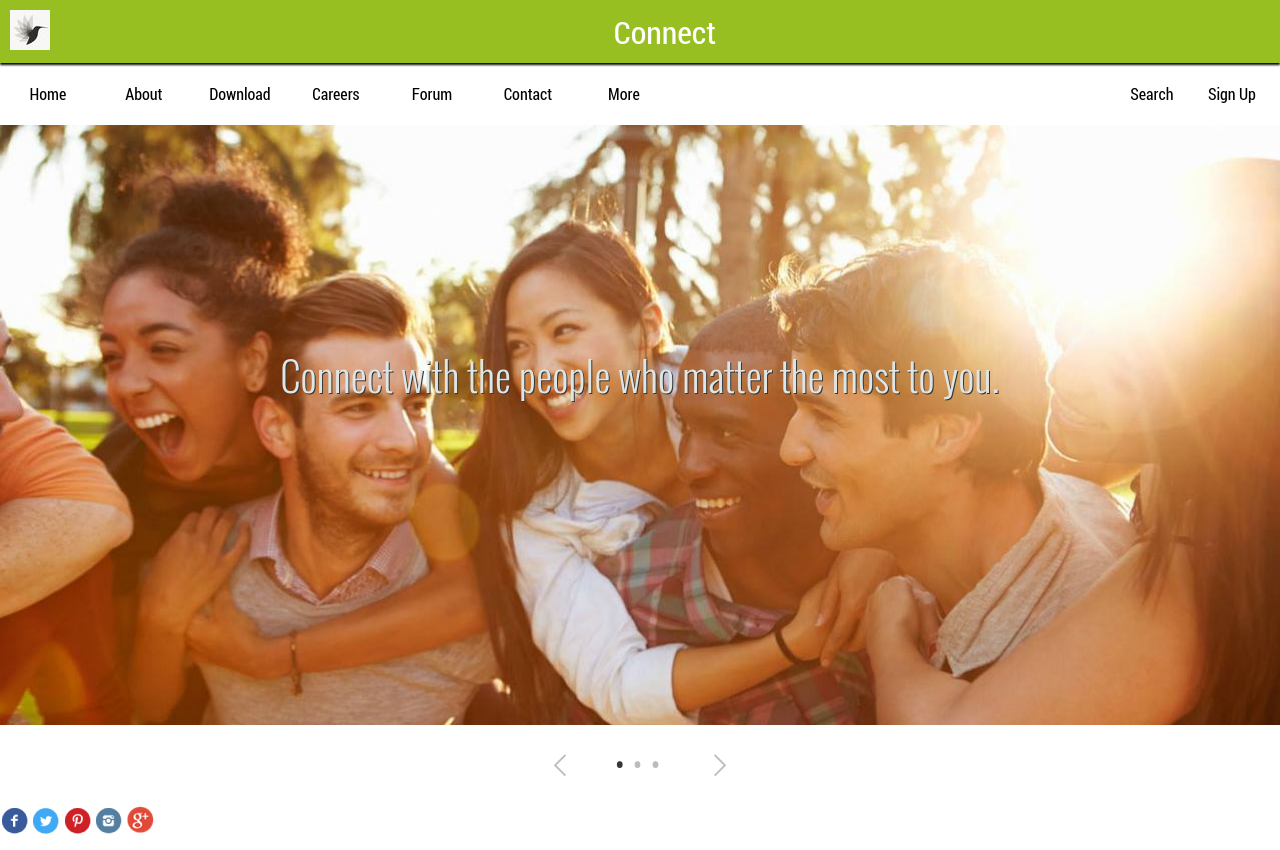 Connect
Home About Download Careers Forum Contact More Search Sign Up
Connect with the people who matter the most to you.